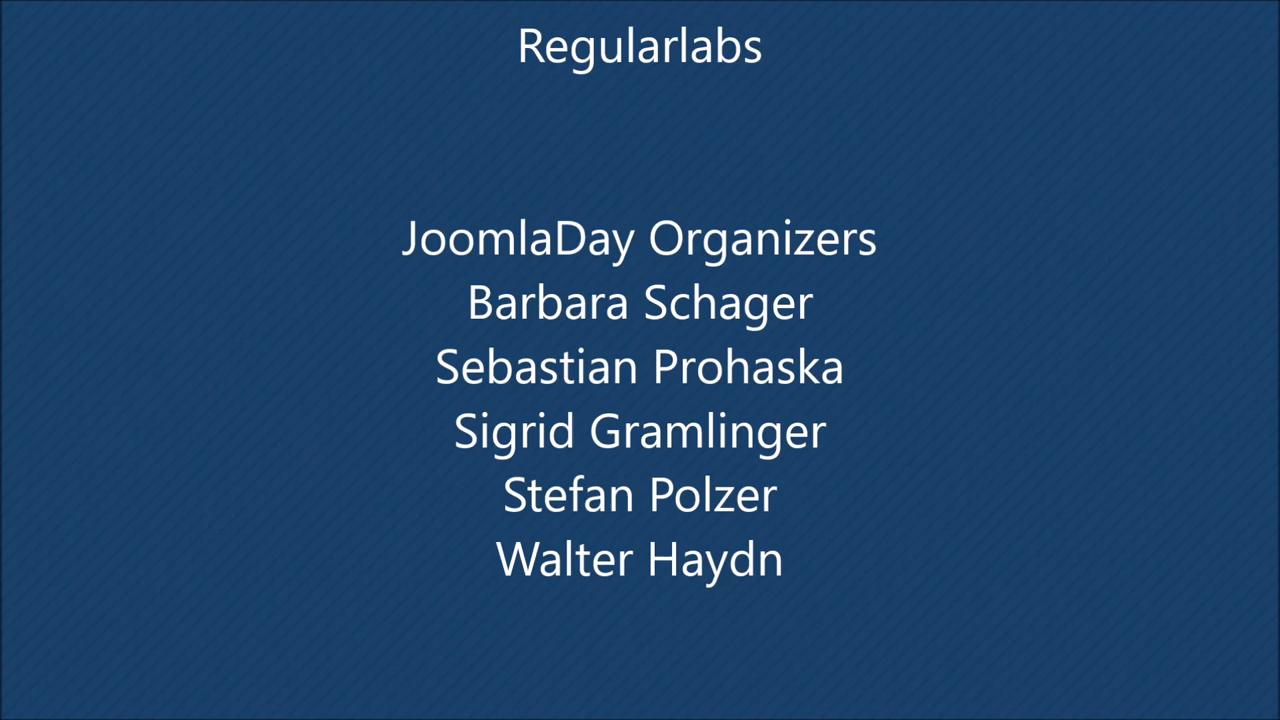 Regularlabs
JoomlaDay Organizers
Barbara Schager
Sebastian Prohaska
Sigrid Gramlinger
Stefan Polzer
Walter Haydn